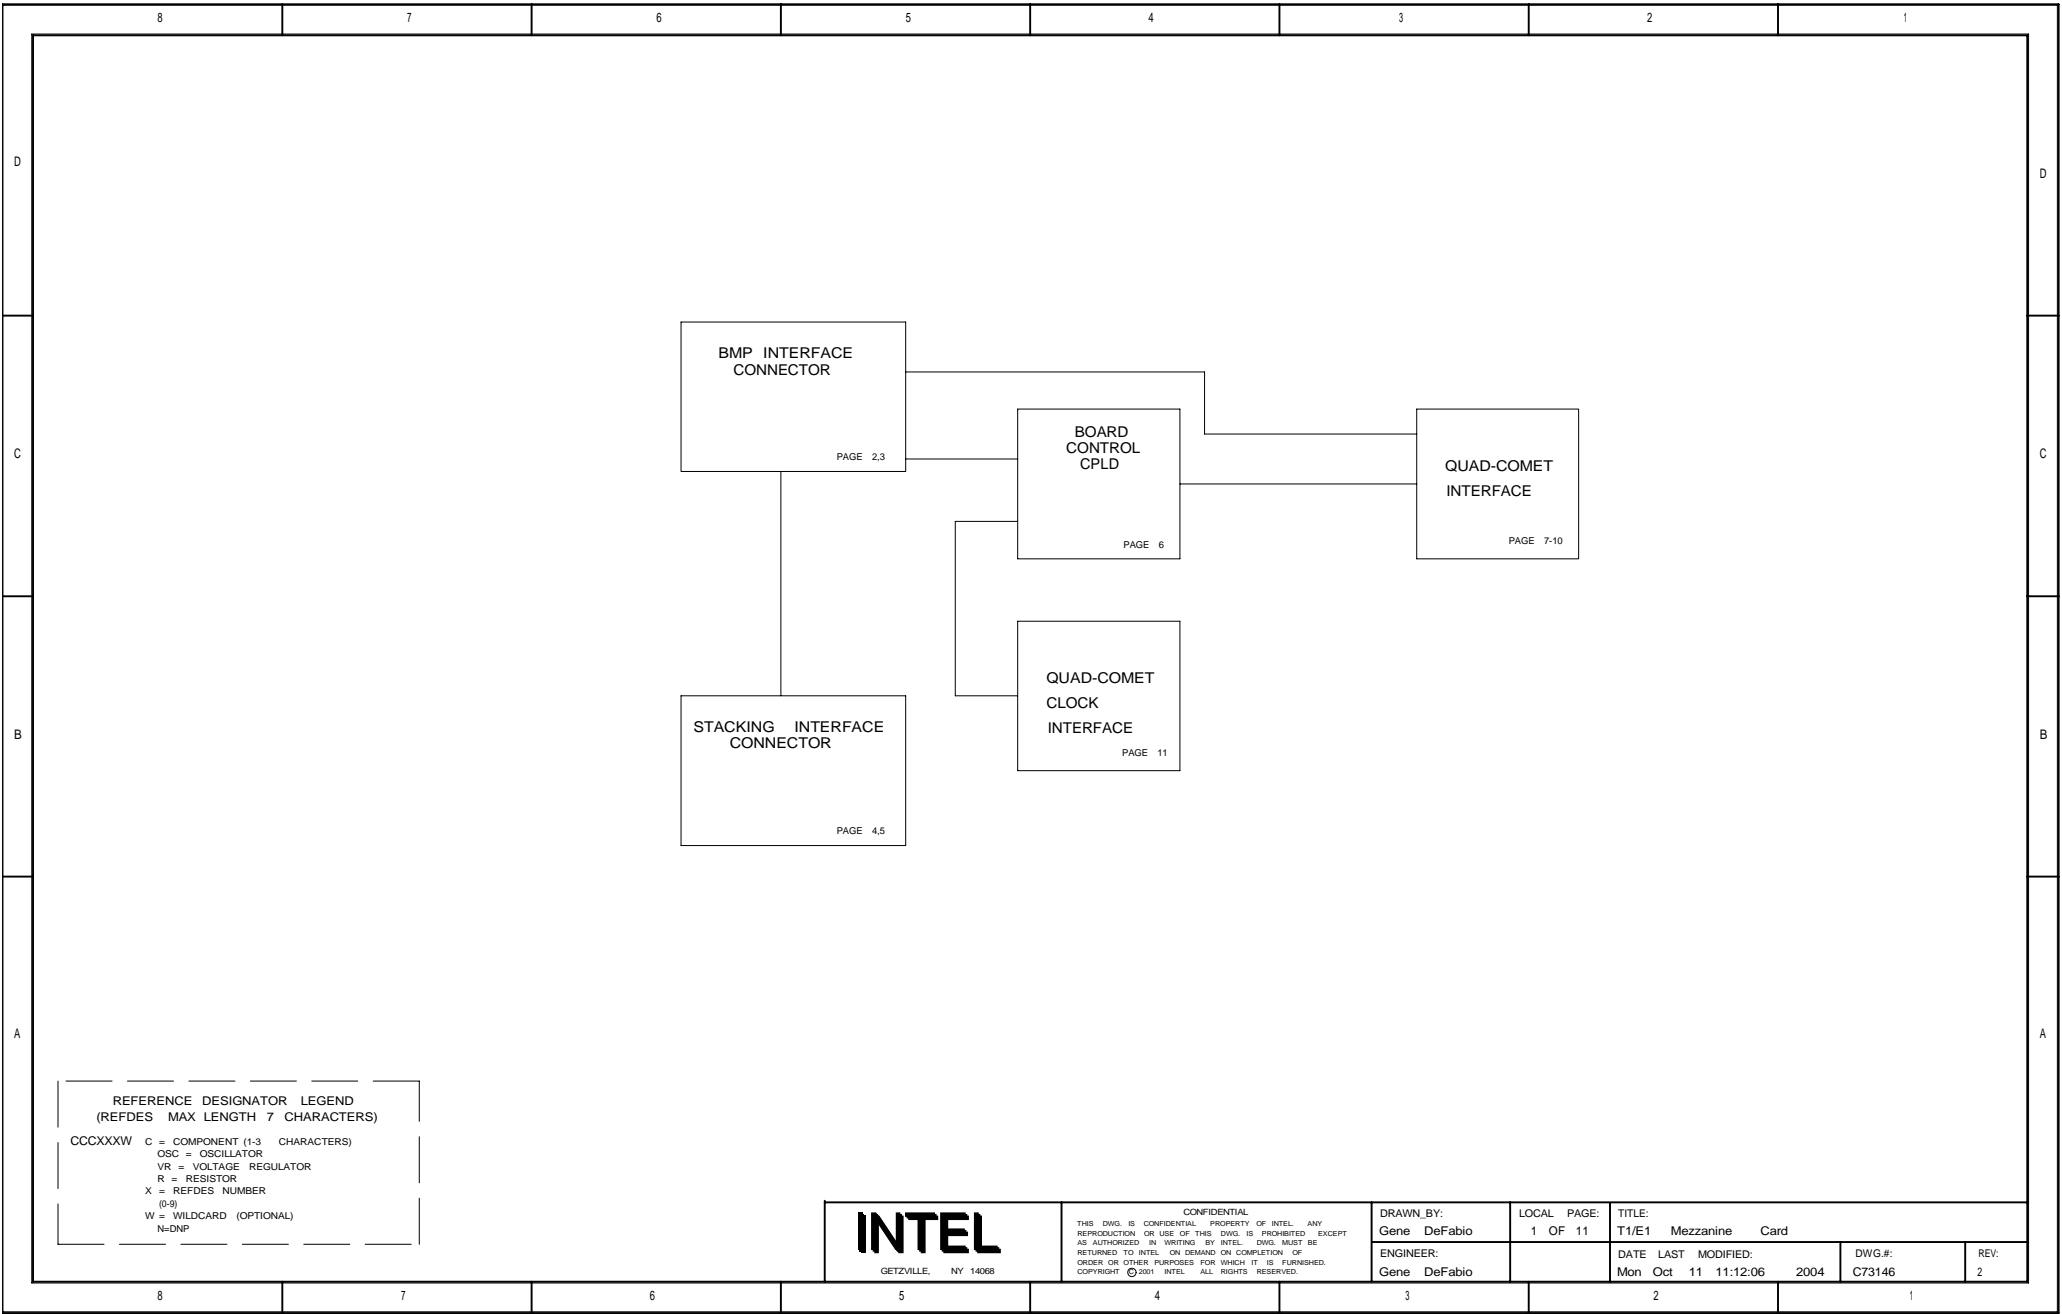 8 7 6 5 4 3 2 1
D D
BMP INTERFACE
CONNECTOR
PAGE 2,3
BOARD
CONTROL
CPLD
PAGE 6
QUAD-COMET
INTERFACE
PAGE 7-10
C C
QUAD-COMET
CLOCK
INTERFACE
PAGE 11
STACKING INTERFACE
CONNECTOR
PAGE 4,5
B B
A A
REFERENCE DESIGNATOR LEGEND
(REFDES MAX LENGTH 7 CHARACTERS)
CCCXXXW C = COMPONENT (1-3 CHARACTERS)
OSC = OSCILLATOR
VR = VOLTAGE REGULATOR
R = RESISTOR
X = REFDES NUMBER
(0-9)
W = WILDCARD (OPTIONAL)
N=DNP
INTEL
GETZVILLE, NY 14068
CONFIDENTIAL
THIS DWG. IS CONFIDENTIAL PROPERTY OF INTEL. ANY
REPRODUCTION OR USE OF THIS DWG. IS PROHIBITED EXCEPT
AS AUTHORIZED IN WRITING BY INTEL. DWG. MUST BE
RETURNED TO INTEL ON DEMAND ON COMPLETION OF
ORDER OR OTHER PURPOSES FOR WHICH IT IS FURNISHED.
COPYRIGHT © 2001 INTEL ALL RIGHTS RESERVED.
DRAWN_BY:
Gene DeFabio
ENGINEER:
Gene DeFabio
LOCAL PAGE:
1 OF 11
TITLE:
T1/E1 Mezzanine Card
DATE LAST MODIFIED:
Mon Oct 11 11:12:06 2004
DWG.#:
C73146
REV:
2
8 7 6 5 4 3 2 1